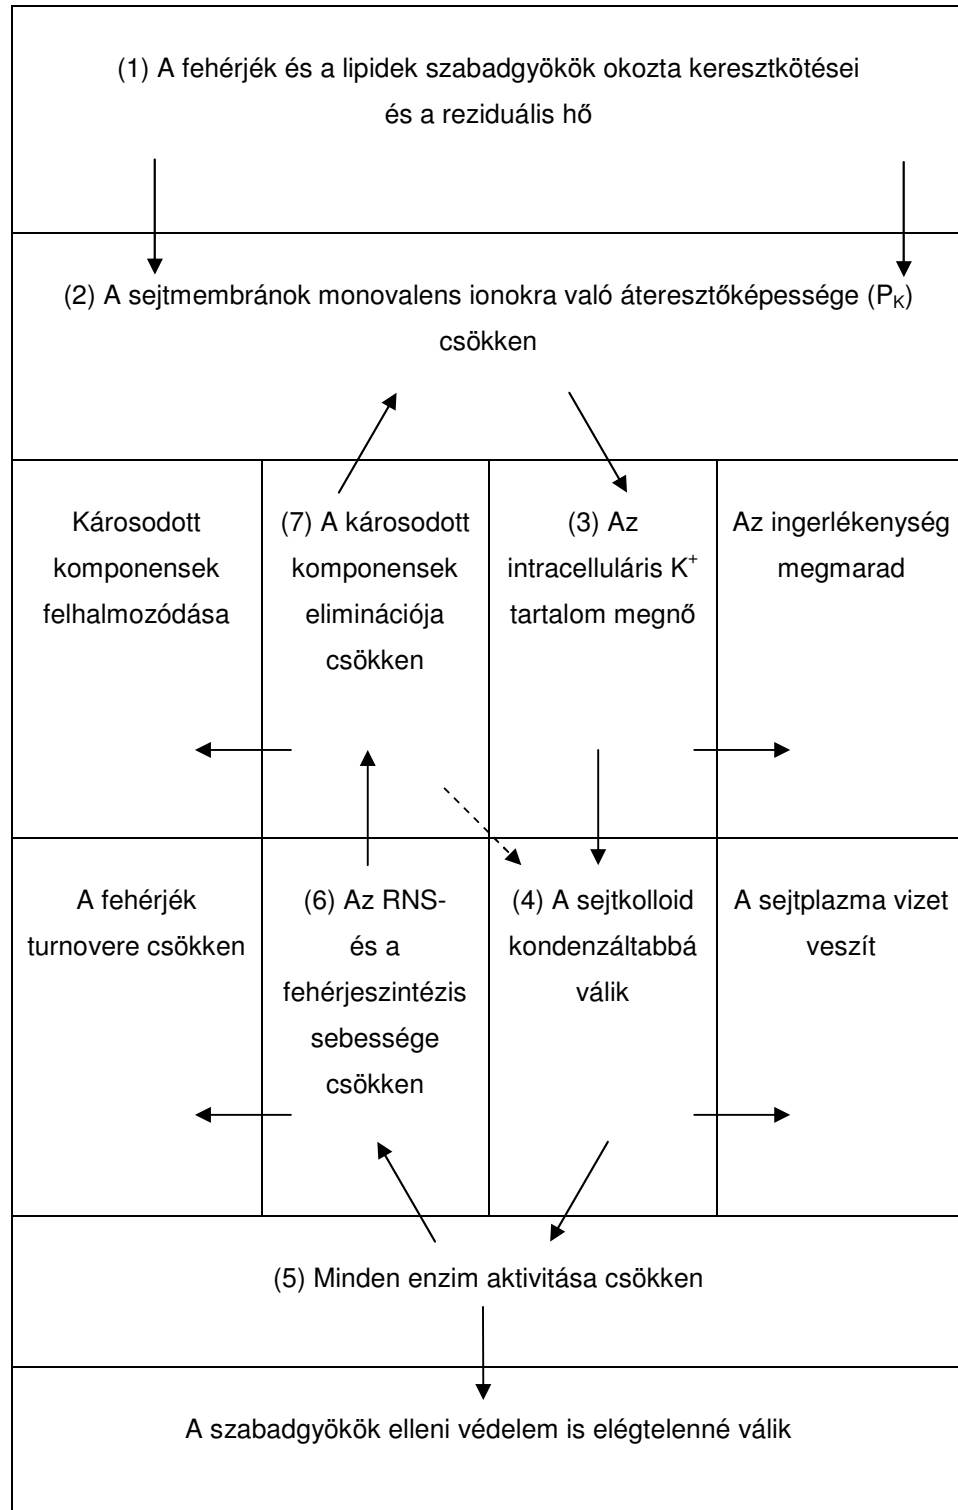 (1) A fehérjék és a lipidek szabadgyökök okozta keresztkötései
és a reziduális hő
(2) A sejtmembránok monovalens ionokra való áteresztőképessége (P_K)
csökken
Károsodott
komponensek
felhalmozódása
(7) A károsodott
komponensek
eliminációja
csökken
(3) Az
intracelluláris K⁺
tartalom megnő
Az ingerlékenység
megmarad
A fehérjék
turnovere csökken
(6) Az RNS-
és a
fehérjeszintézis
sebessége
csökken
(4) A sejtkolloid
kondenzáltabbá
válik
A sejtplazma vizet
veszít
(5) Minden enzim aktivitása csökken
A szabadgyökök elleni védelem is elégtelenné válik